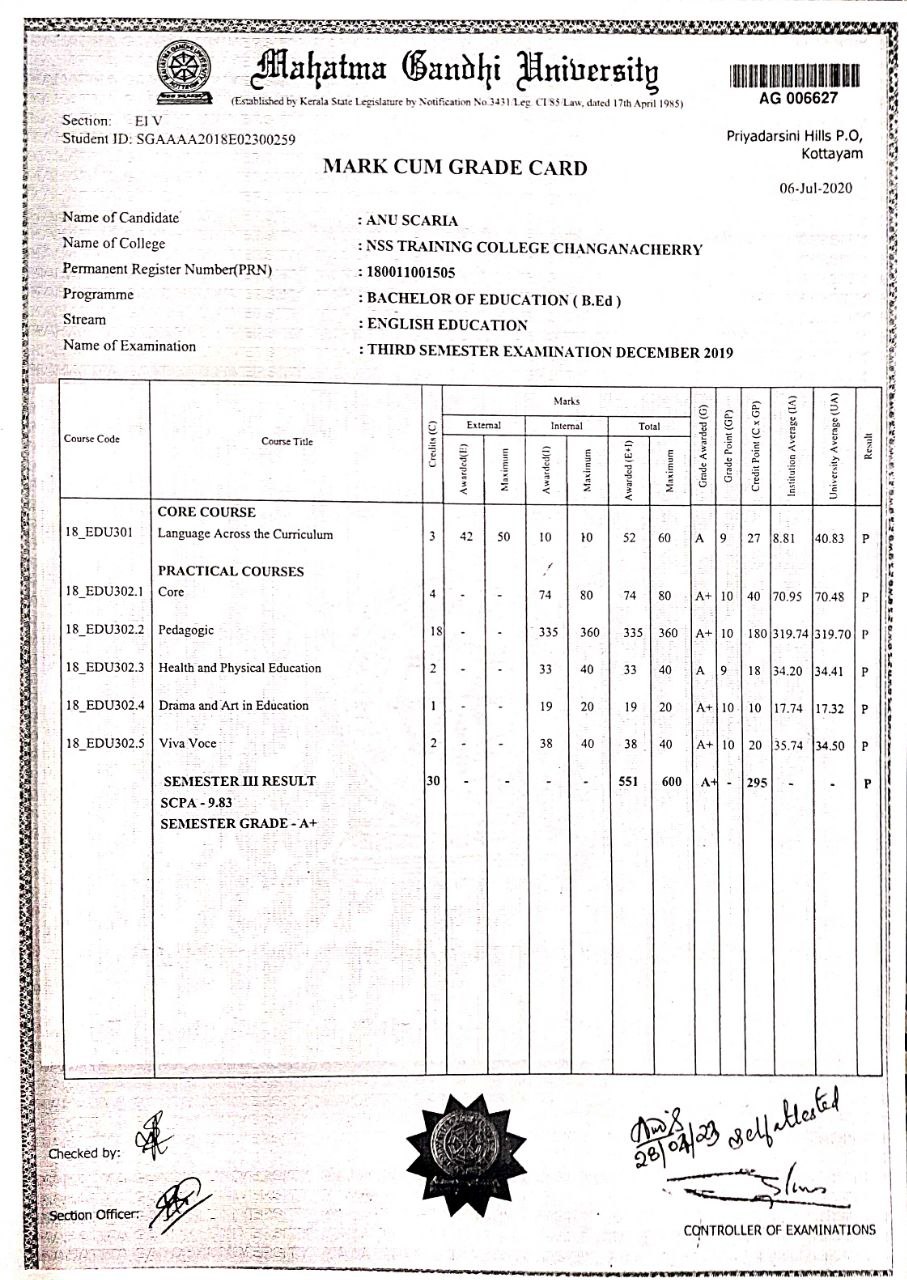 Mahatma Gandhi University
(Established by Kerala State Legislature by Notification No.3431 Leg. C1'85 Law, dated 17th April 1985)
AG 006627
Section: EI V
Student ID: SGAAAA2018E02300259
Priyadarsini Hills P.O,
Kottayam
MARK CUM GRADE CARD
06-Jul-2020
Name of Candidate : ANU SCARIA
Name of College : NSS TRAINING COLLEGE CHANGANACHERRY
Permanent Register Number(PRN) : 180011001505
Programme : BACHELOR OF EDUCATION ( B.Ed )
Stream : ENGLISH EDUCATION
Name of Examination : THIRD SEMESTER EXAMINATION DECEMBER 2019
Course Code Course Title Credits (C) Marks Grade Awarded (G) Grade Point (GP) Credit Point (C x GP) Institution Average (IA) University Average (UA) Result
External Internal Total
Awarded(E) Maximum Awarded(I) Maximum Awarded (E+I) Maximum
CORE COURSE
18_EDU301 Language Across the Curriculum 3 42 50 10 10 52 60 A 9 27 8.81 40.83 P
PRACTICAL COURSES
18_EDU302.1 Core 4 - - 74 80 74 80 A+ 10 40 70.95 70.48 P
18_EDU302.2 Pedagogic 18 - - 335 360 335 360 A+ 10 180 319.74 319.70 P
18_EDU302.3 Health and Physical Education 2 - - 33 40 33 40 A 9 18 34.20 34.41 P
18_EDU302.4 Drama and Art in Education 1 - - 19 20 19 20 A+ 10 10 17.74 17.32 P
18_EDU302.5 Viva Voce 2 - - 38 40 38 40 A+ 10 20 35.74 34.50 P
SEMESTER III RESULT 30 - - - - 551 600 A+ - 295 - - P
SCPA - 9.83
SEMESTER GRADE - A+
self attested
28/04/23
Checked by:
Section Officer:
CONTROLLER OF EXAMINATIONS